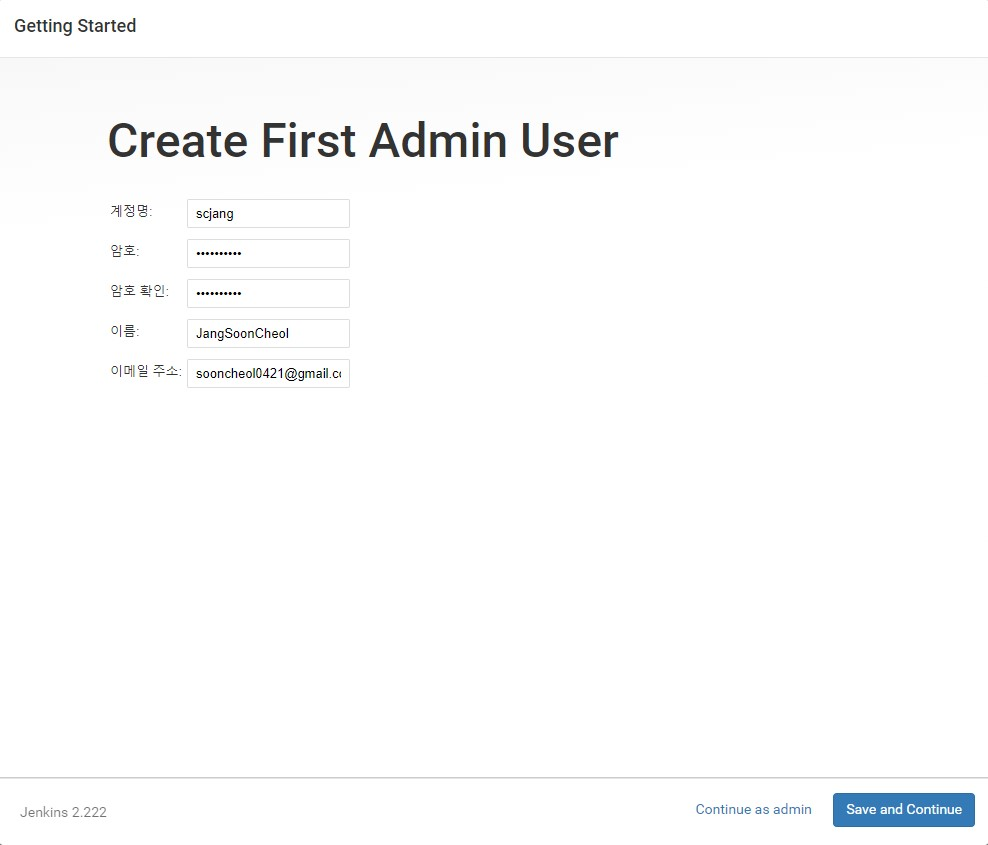 Getting Started
Create First Admin User
계정명: scjang
암호: ••••••••••
암호 확인: ••••••••••
이름: JangSoonCheol
이메일 주소: sooncheol0421@gmail.co
Jenkins 2.222 Continue as admin Save and Continue